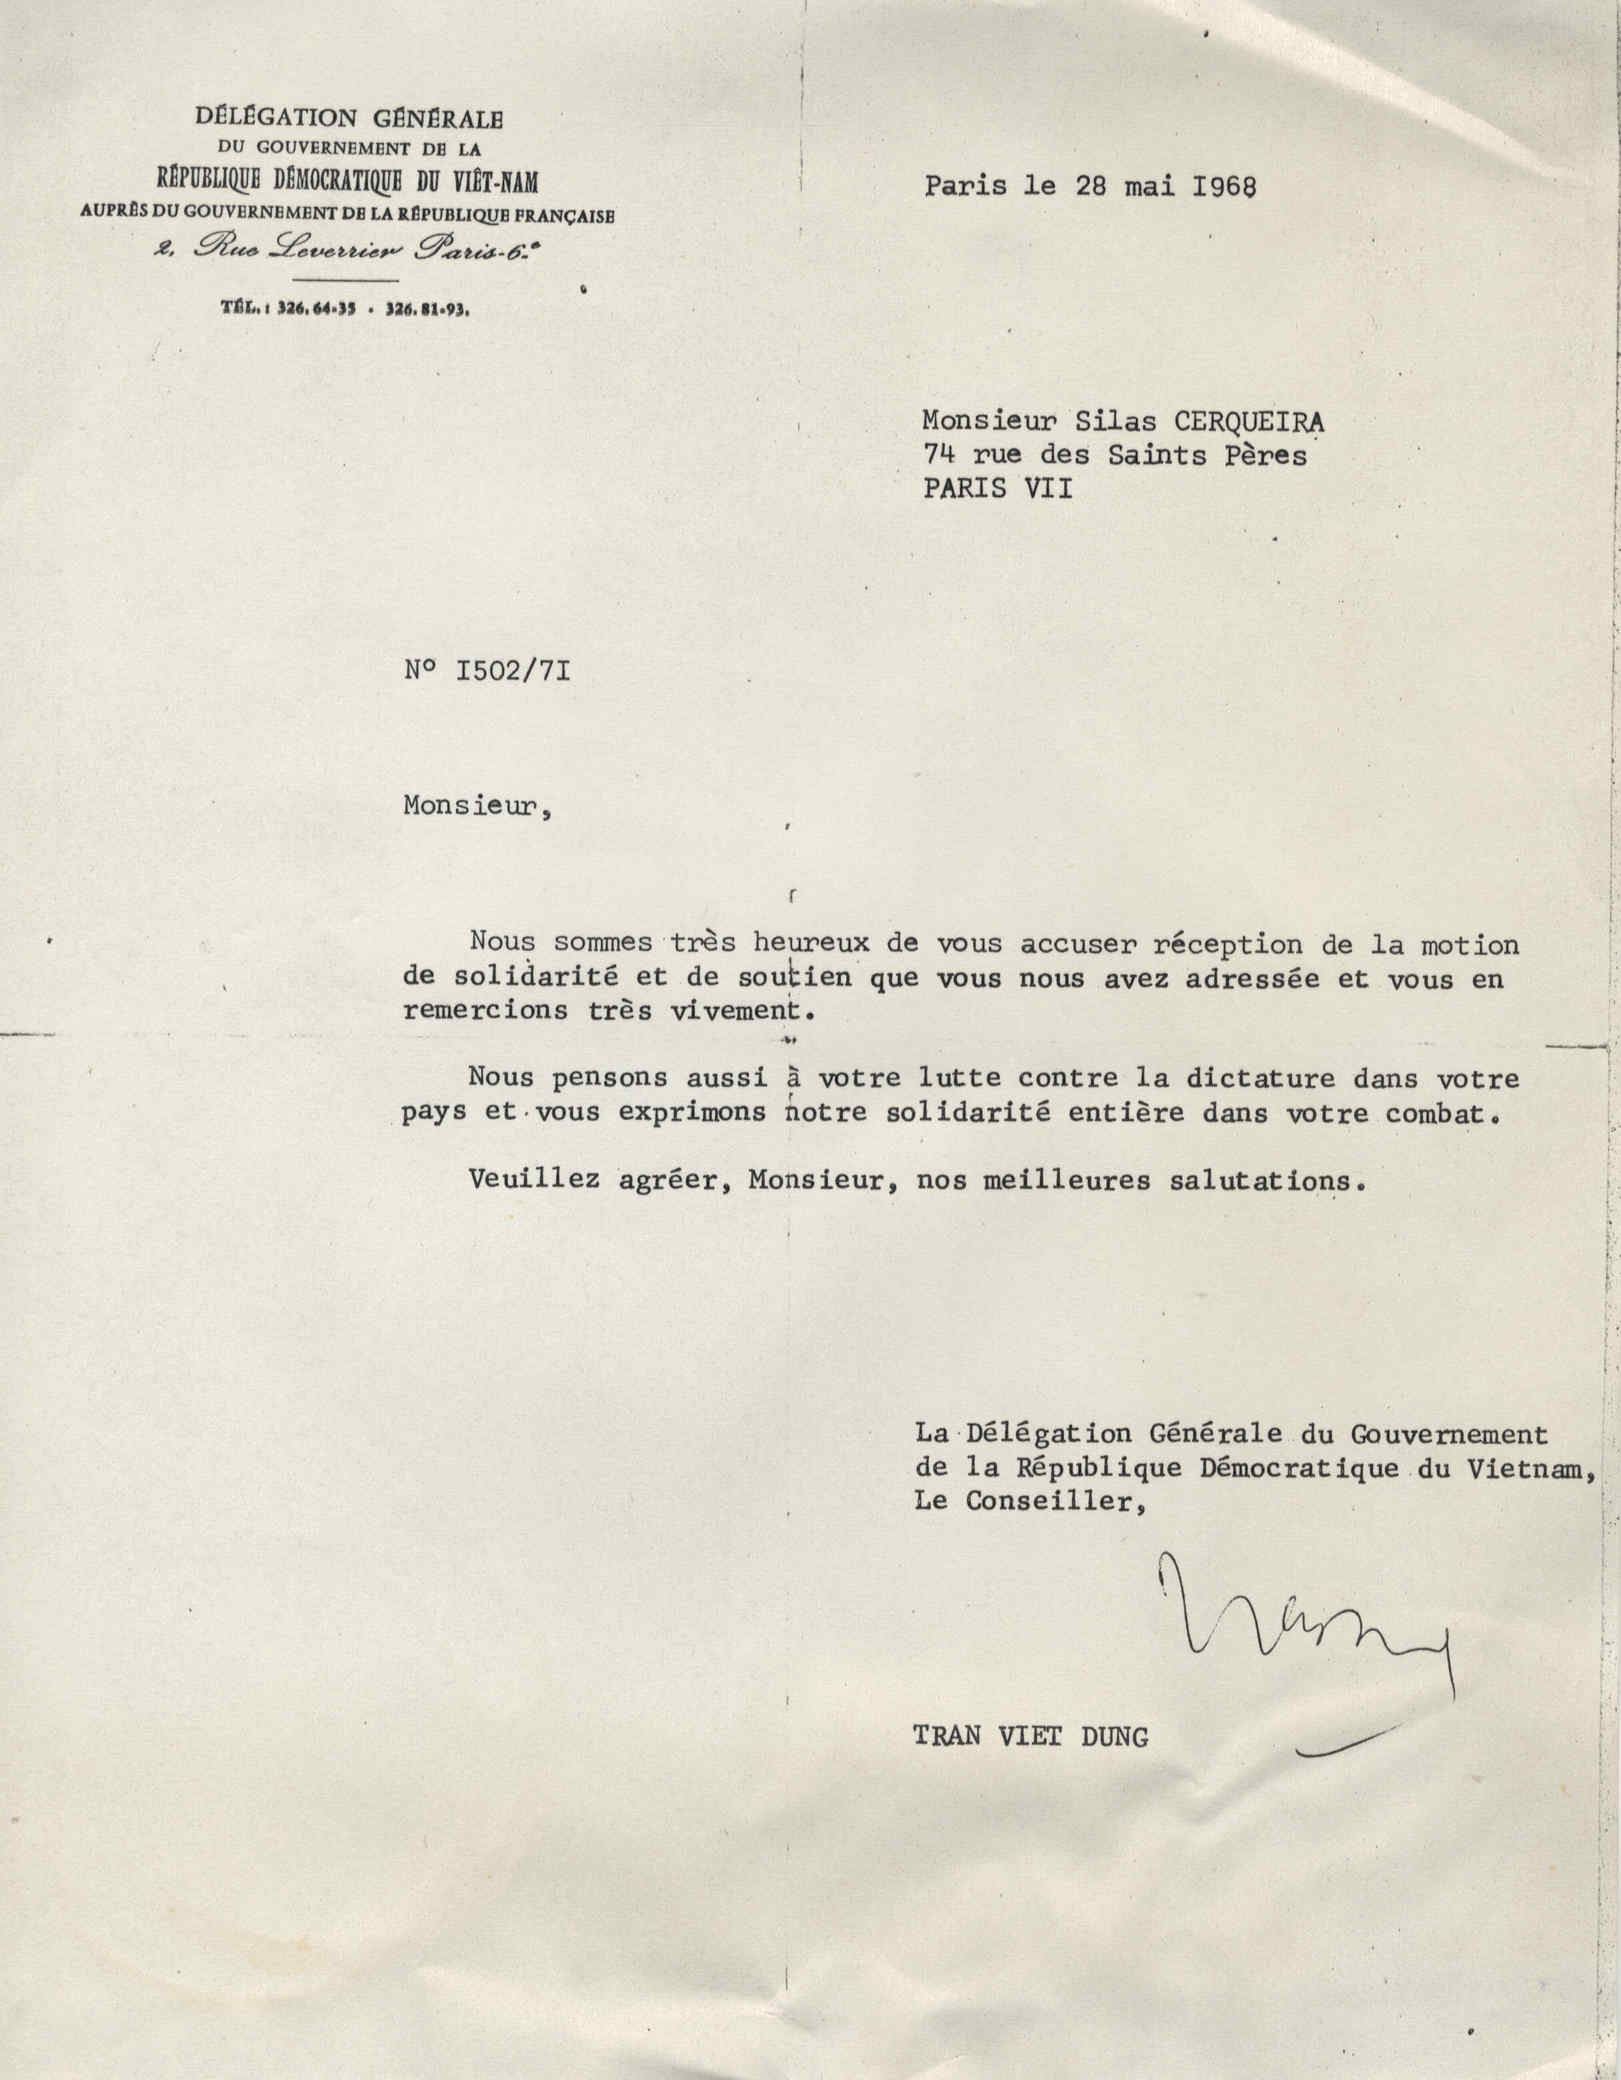 DÉLÉGATION GÉNÉRALE
DU GOUVERNEMENT DE LA
RÉPUBLIQUE DÉMOCRATIQUE DU VIÊT-NAM
AUPRÈS DU GOUVERNEMENT DE LA RÉPUBLIQUE FRANÇAISE
2, Rue Leverrier Paris-6.e
TÉL. : 326.64-35 - 326.81-93.
Paris le 28 mai I968
Monsieur Silas CERQUEIRA
74 rue des Saints Pères
PARIS VII
Nº I502/7I
Monsieur,
Nous sommes très heureux de vous accuser réception de la motion
de solidarité et de soutien que vous nous avez adressée et vous en
remercions très vivement.
Nous pensons aussi à votre lutte contre la dictature dans votre
pays et vous exprimons notre solidarité entière dans votre combat.
Veuillez agréer, Monsieur, nos meilleures salutations.
La Délégation Générale du Gouvernement
de la République Démocratique du Vietnam,
Le Conseiller,
TRAN VIET DUNG